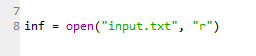 7
8 inf = open("input.txt", "r")